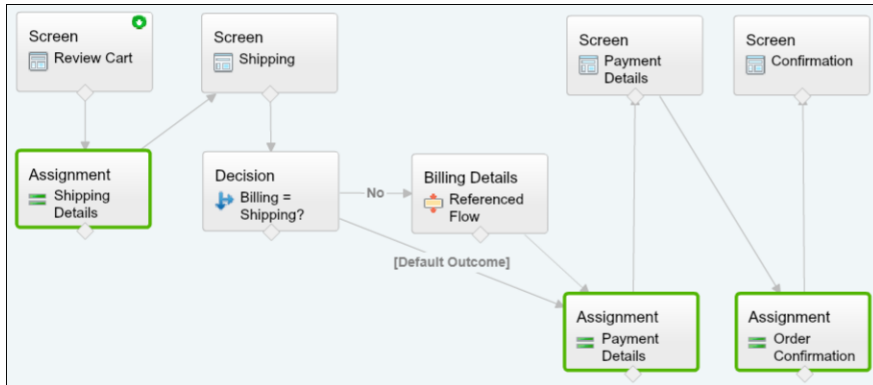 Screen
Review Cart
Screen
Shipping
Screen
Payment
Details
Screen
Confirmation
Assignment
Shipping
Details
Decision
Billing =
Shipping?
No
Billing Details
Referenced
Flow
[Default Outcome]
Assignment
Payment
Details
Assignment
Order
Confirmation